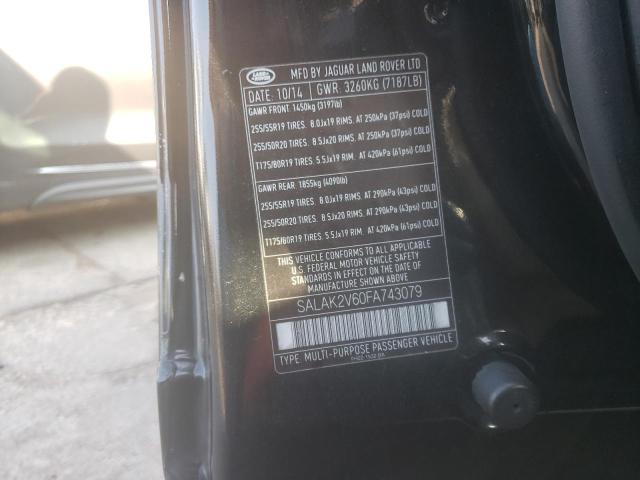 LAND ROVER
MFD BY JAGUAR LAND ROVER LTD
DATE: 10/14 GWR. 3260KG (7187LB)
GAWR FRONT. 1450kg (3197lb)
255/55R19 TIRES. 8.0Jx19 RIMS. AT 250kPa (37psi) COLD
255/50R20 TIRES. 8.5Jx20 RIMS. AT 250kPa (37psi) COLD
T175/80R19 TIRES. 5.5Jx19 RIM. AT 420kPa (61psi) COLD
GAWR REAR. 1855kg (4090lb)
255/55R19 TIRES. 8.0Jx19 RIMS. AT 290kPa (43psi) COLD
255/50R20 TIRES. 8.5Jx20 RIMS. AT 290kPa (43psi) COLD
T175/80R19 TIRES. 5.5Jx19 RIM. AT 420kPa (61psi) COLD
THIS VEHICLE CONFORMS TO ALL APPLICABLE
U.S. FEDERAL MOTOR VEHICLE SAFETY
STANDARDS IN EFFECT ON THE DATE OF
MANUFACTURE SHOWN ABOVE
SALAK2V60FA743079
TYPE: MULTI-PURPOSE PASSENGER VEHICLE